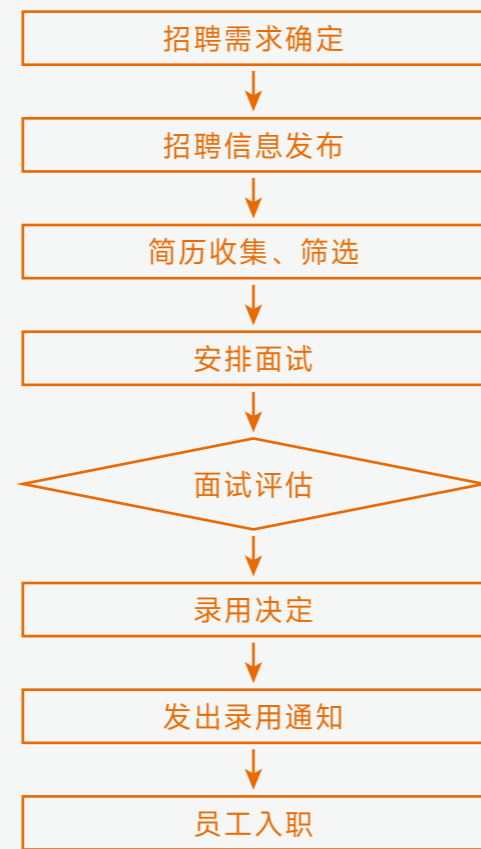 招聘需求确定
招聘信息发布
简历收集、筛选
安排面试
面试评估
录用决定
发出录用通知
员工入职